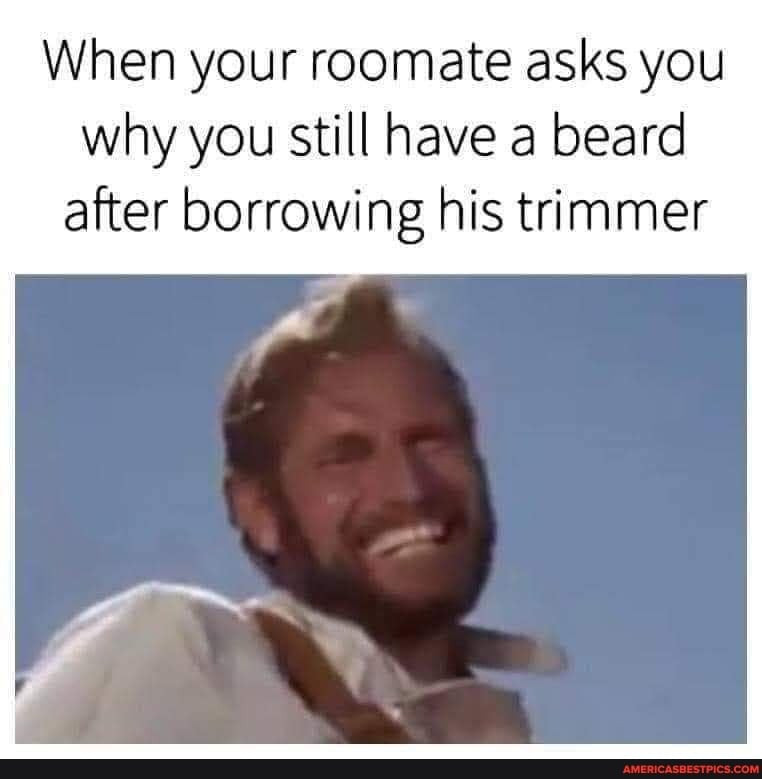 When your roomate asks you
why you still have a beard
after borrowing his trimmer
AMERICASBESTPICS.COM